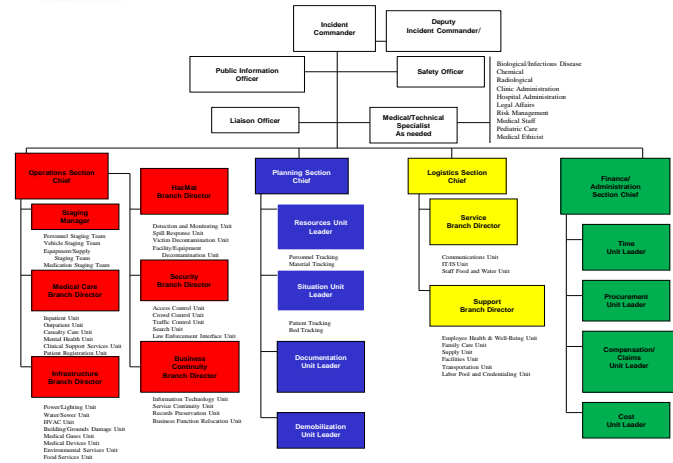 Incident
Commander
Deputy
Incident Commander/
Public Information
Officer
Safety Officer
Biological/Infectious Disease
Chemical
Radiological
Clinic Administration
Hospital Administration
Legal Affairs
Risk Management
Medical Staff
Pediatric Care
Medical Ethicist
Liaison Officer
Medical/Technical
Specialist
As needed
Operations Section
Chief
Staging
Manager
Personnel Staging Team
Vehicle Staging Team
Equipment/Supply
Staging Team
Medication Staging Team
Medical Care
Branch Director
Inpatient Unit
Outpatient Unit
Casualty Care Unit
Mental Health Unit
Clinical Support Services Unit
Patient Registration Unit
Infrastructure
Branch Director
Power/Lighting Unit
Water/Sewer Unit
HVAC Unit
Building/Grounds Damage Unit
Medical Gases Unit
Medical Devices Unit
Environmental Services Unit
Food Services Unit
HazMat
Branch Director
Detection and Monitoring Unit
Spill Response Unit
Victim Decontamination Unit
Facility/Equipment
Decontamination Unit
Security
Branch Director
Access Control Unit
Crowd Control Unit
Traffic Control Unit
Search Unit
Law Enforcement Interface Unit
Business
Continuity
Branch Director
Information Technology Unit
Service Continuity Unit
Records Preservation Unit
Business Function Relocation Unit
Planning Section
Chief
Resources Unit
Leader
Personnel Tracking
Material Tracking
Situation Unit
Leader
Patient Tracking
Bed Tracking
Documentation
Unit Leader
Demobilization
Unit Leader
Logistics Section
Chief
Service
Branch Director
Communications Unit
IT/IS Unit
Staff Food and Water Unit
Support
Branch Director
Employee Health & Well-Being Unit
Family Care Unit
Supply Unit
Facilities Unit
Transportation Unit
Labor Pool and Credentialing Unit
Finance/
Administration
Section Chief
Time
Unit Leader
Procurement
Unit Leader
Compensation/
Claims
Unit Leader
Cost
Unit Leader